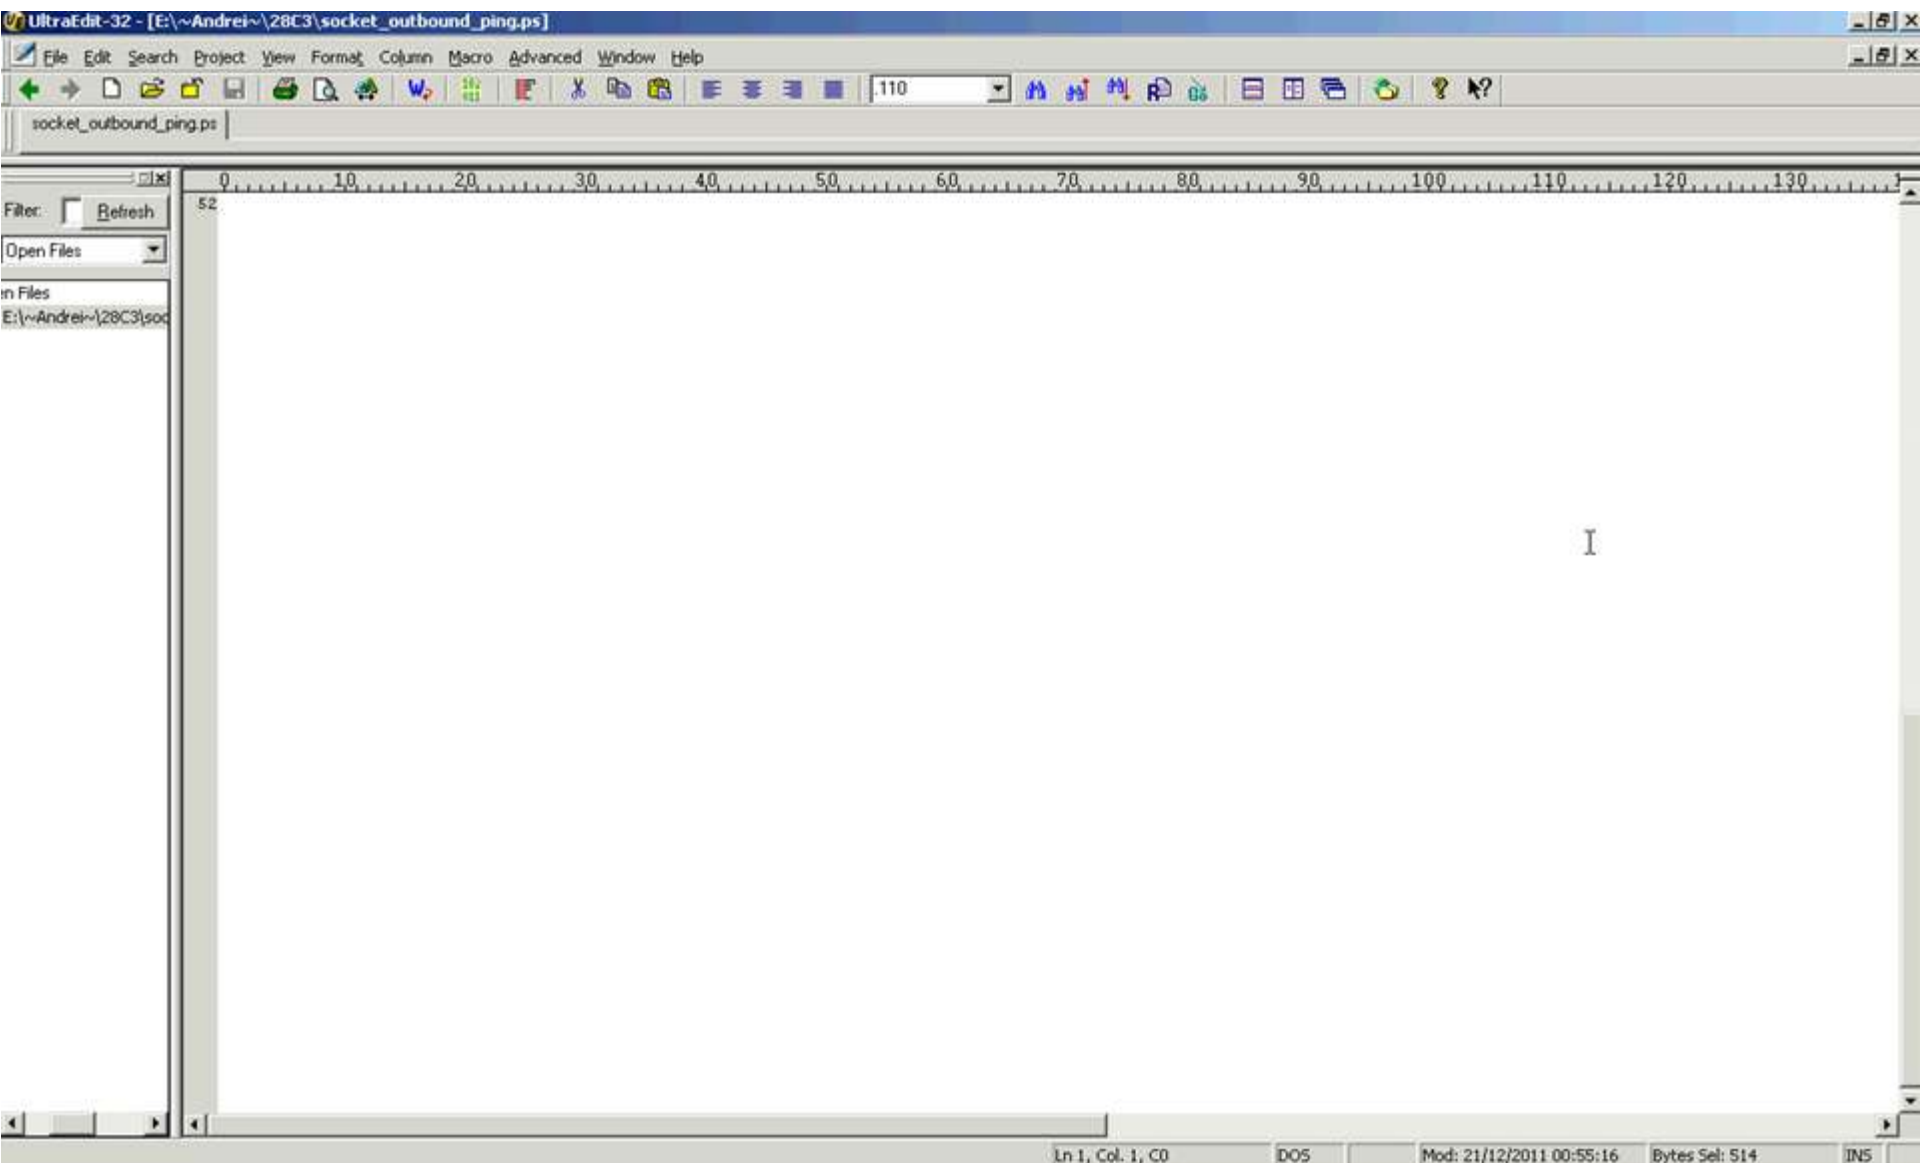 UltraEdit-32 - [E:\~Andrei~\28C3\socket_outbound_ping.ps]
File Edit Search Project View Format Column Macro Advanced Window Help
.110
socket_outbound_ping.ps
0 10 20 30 40 50 60 70 80 90 100 110 120 130 1
Filter: Refresh
52
Open Files
en Files
E:\~Andrei~\28C3\soc
Ln 1, Col. 1, C0 DOS Mod: 21/12/2011 00:55:16 Bytes Sel: 514 INS